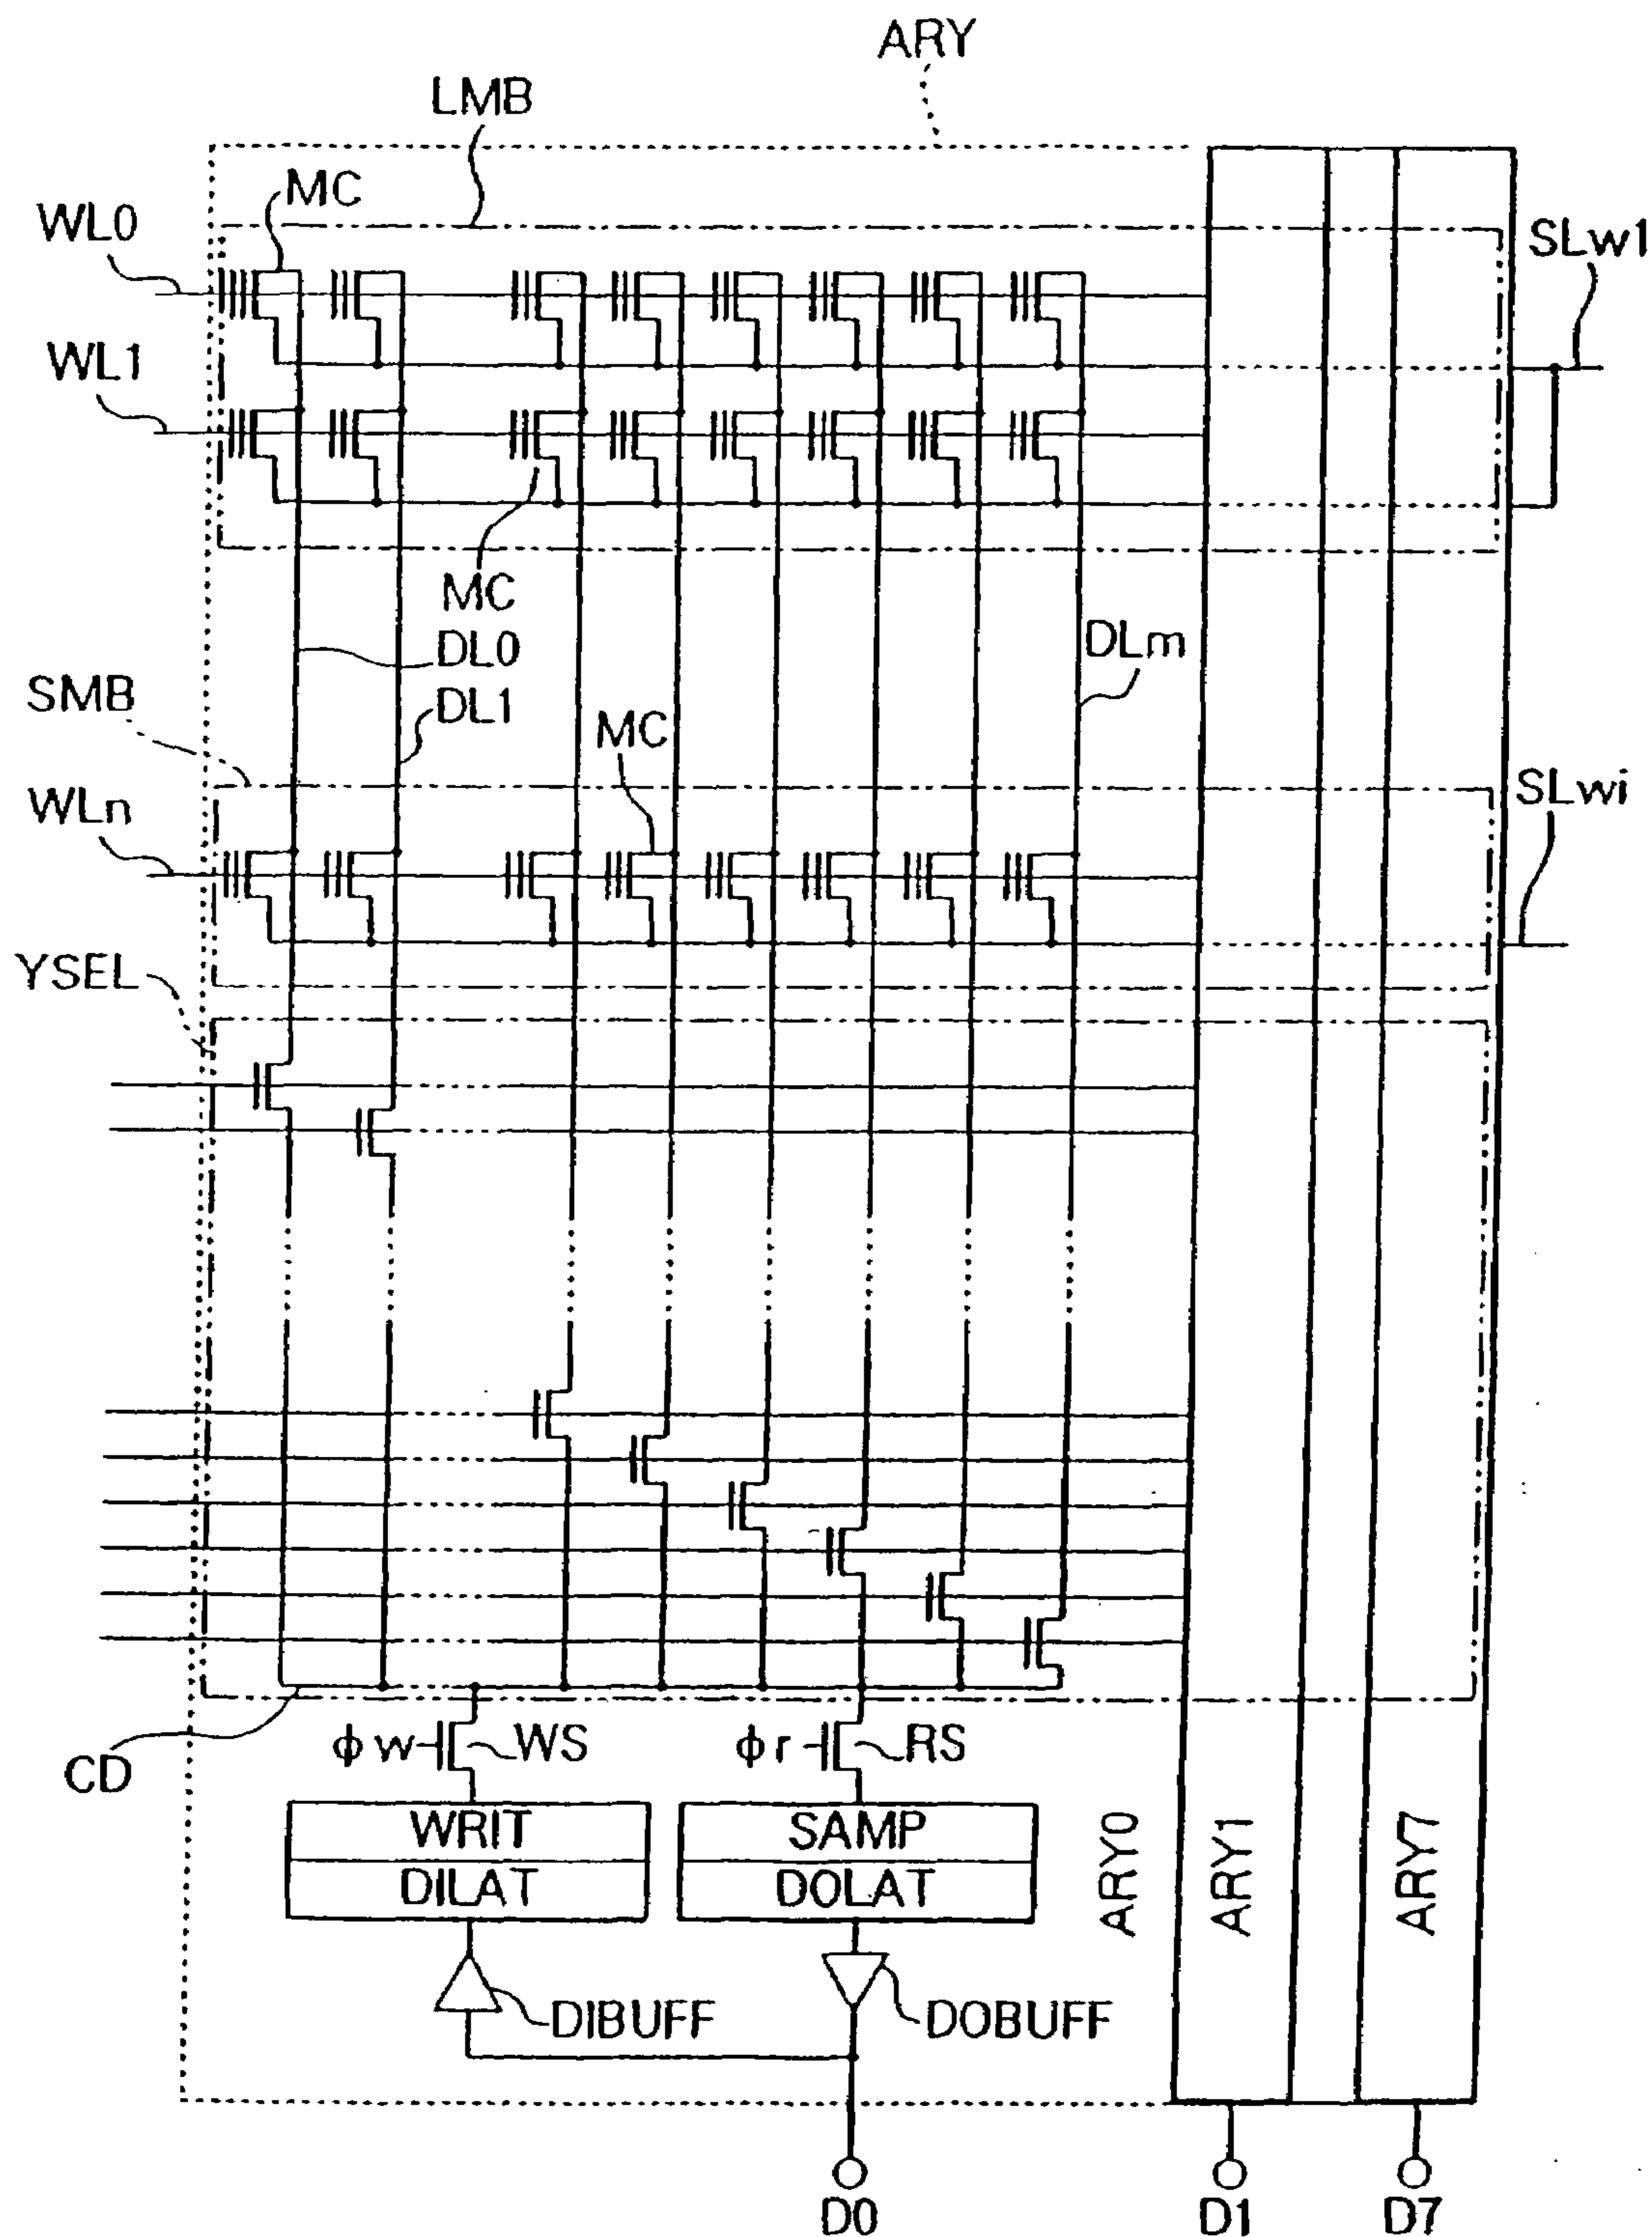 ARY
LMB
MC
WL0
SLw1
WL1
MC
DL0
DLm
SMB
DL1
MC
WLn
SLwi
YSEL
CD
ϕw WS
ϕr RS
WRIT
SAMP
DILAT
DOLAT
ARY0
ARY1
ARY7
DIBUFF
DOBUFF
D0
D1
D7